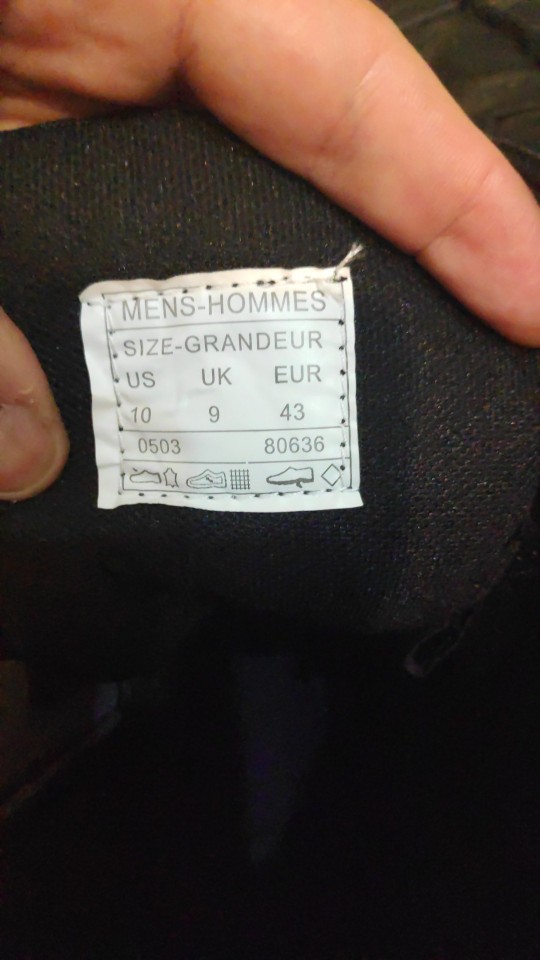 MENS-HOMMES
SIZE-GRANDEUR
US UK EUR
10 9 43
0503 80636